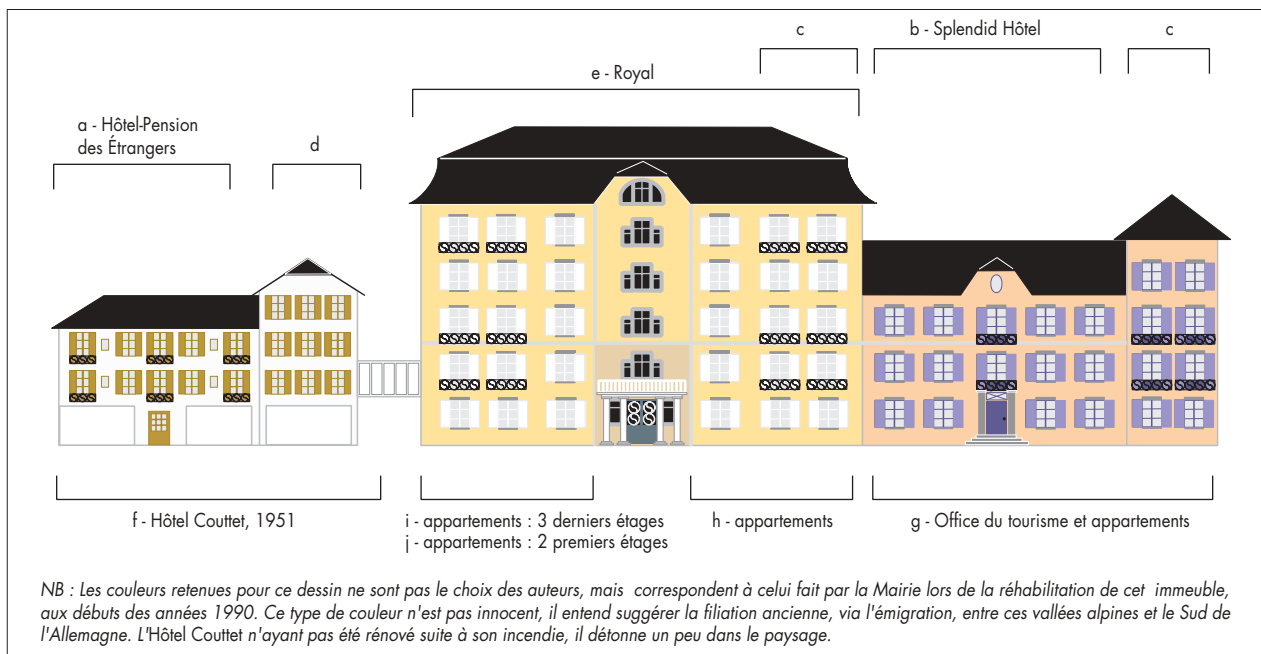 c
b - Splendid Hôtel
c
e - Royal
a - Hôtel-Pension
des Étrangers
d
f - Hôtel Couttet, 1951
i - appartements : 3 derniers étages
j - appartements : 2 premiers étages
h - appartements
g - Office du tourisme et appartements
NB : Les couleurs retenues pour ce dessin ne sont pas le choix des auteurs, mais correspondent à celui fait par la Mairie lors de la réhabilitation de cet immeuble,
aux débuts des années 1990. Ce type de couleur n'est pas innocent, il entend suggérer la filiation ancienne, via l'émigration, entre ces vallées alpines et le Sud de
l'Allemagne. L'Hôtel Couttet n'ayant pas été rénové suite à son incendie, il détonne un peu dans le paysage.